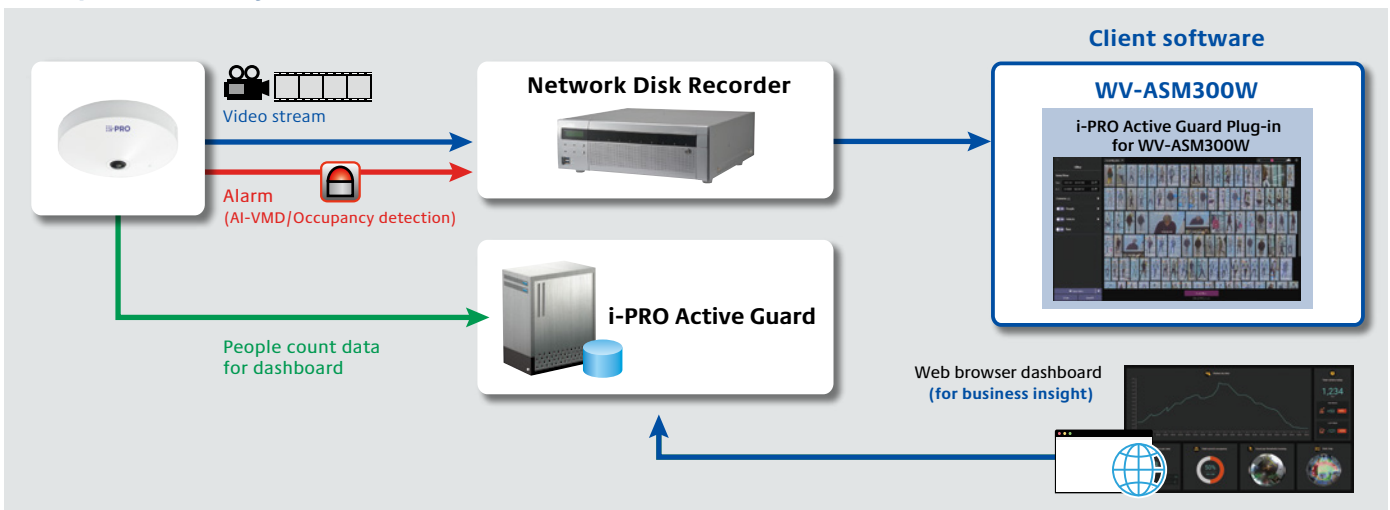 Client software
i-PRO
Video stream
Alarm
(AI-VMD/Occupancy detection)
People count data
for dashboard
Network Disk Recorder
i-PRO Active Guard
WV-ASM300W
i-PRO Active Guard Plug-in
for WV-ASM300W
Web browser dashboard
(for business insight)
1,234
50%